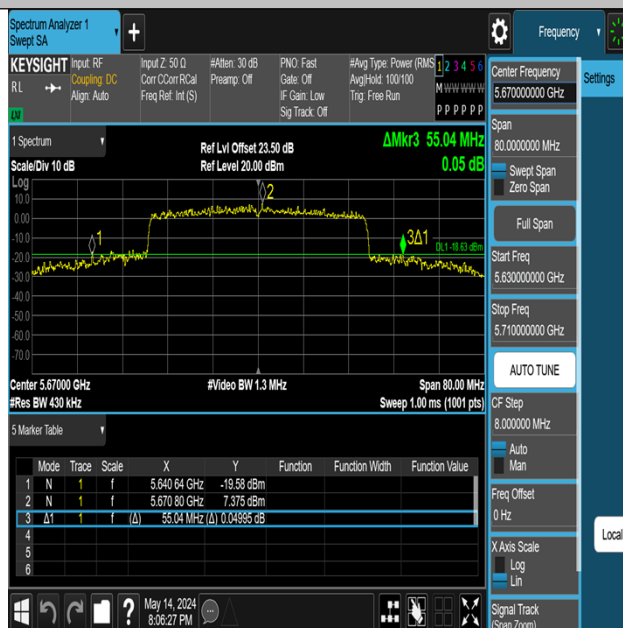 Spectrum Analyzer 1
Swept SA
+
Frequency
KEYSIGHT
RL
Input: RF
Coupling: DC
Align: Auto
Input Z: 50 Ω
Corr CCorr RCal
Freq Ref: Int (S)
#Atten: 30 dB
Preamp: Off
PNO: Fast
Gate: Off
IF Gain: Low
Sig Track: Off
#Avg Type: Power (RMS
Avg|Hold: 100/100
Trig: Free Run
1 2 3 4 5 6
M W W W W W
P P P P P P
1 Spectrum
Scale/Div 10 dB
Ref Lvl Offset 23.50 dB
Ref Level 20.00 dBm
ΔMkr3 55.04 MHz
0.05 dB
Log
10.0
0.00
-10.0
-20.0
-30.0
-40.0
-50.0
-60.0
-70.0
1
2
3Δ1
DL1 -18.63 dBm
Center 5.67000 GHz
#Video BW 1.3 MHz
Span 80.00 MHz
#Res BW 430 kHz
Sweep 1.00 ms (1001 pts)
5 Marker Table
Mode Trace Scale X Y Function Function Width Function Value
1 N 1 f 5.640 64 GHz -19.58 dBm
2 N 1 f 5.670 80 GHz 7.375 dBm
3 Δ1 1 f (Δ) 55.04 MHz (Δ) 0.04995 dB
4
5
6
?
May 14, 2024
8:06:27 PM
Center Frequency
5.670000000 GHz
Span
80.0000000 MHz
Swept Span
Zero Span
Full Span
Start Freq
5.630000000 GHz
Stop Freq
5.710000000 GHz
AUTO TUNE
CF Step
8.000000 MHz
Auto
Man
Freq Offset
0 Hz
X Axis Scale
Log
Lin
Signal Track
(Span Zoom)
Settings
Local